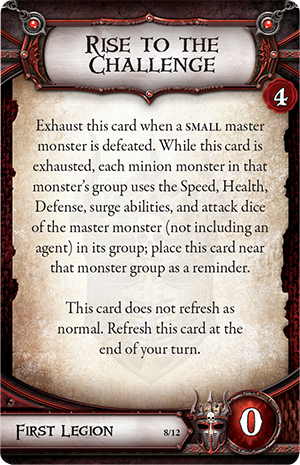 Rise to the
Challenge
4
Exhaust this card when a small master
monster is defeated. While this card is
exhausted, each minion monster in that
monster's group uses the Speed, Health,
Defense, surge abilities, and attack dice
of the master monster (not including an
agent) in its group; place this card near
that monster group as a reminder.
This card does not refresh as
normal. Refresh this card at the
end of your turn.
First Legion 8/12 0